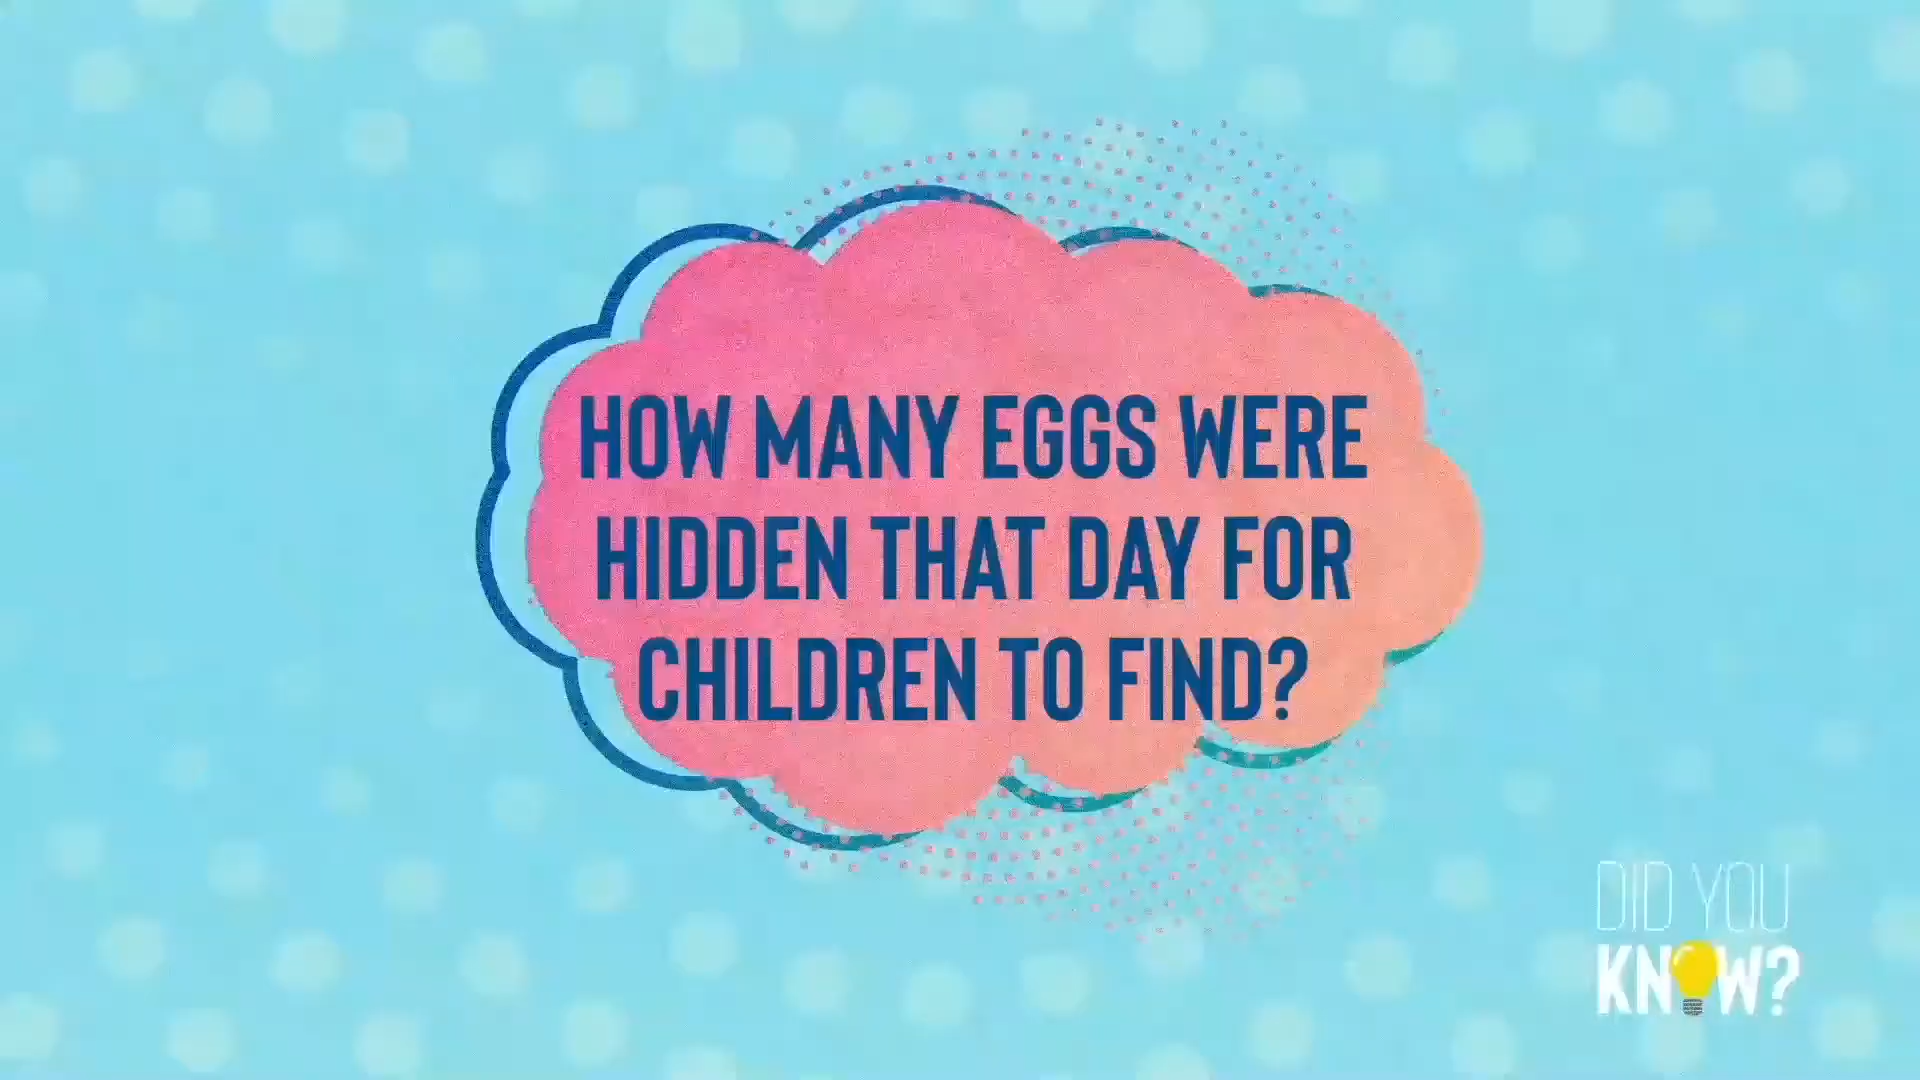 HOW MANY EGGS WERE
HIDDEN THAT DAY FOR
CHILDREN TO FIND?
DID YOU
KNOW?